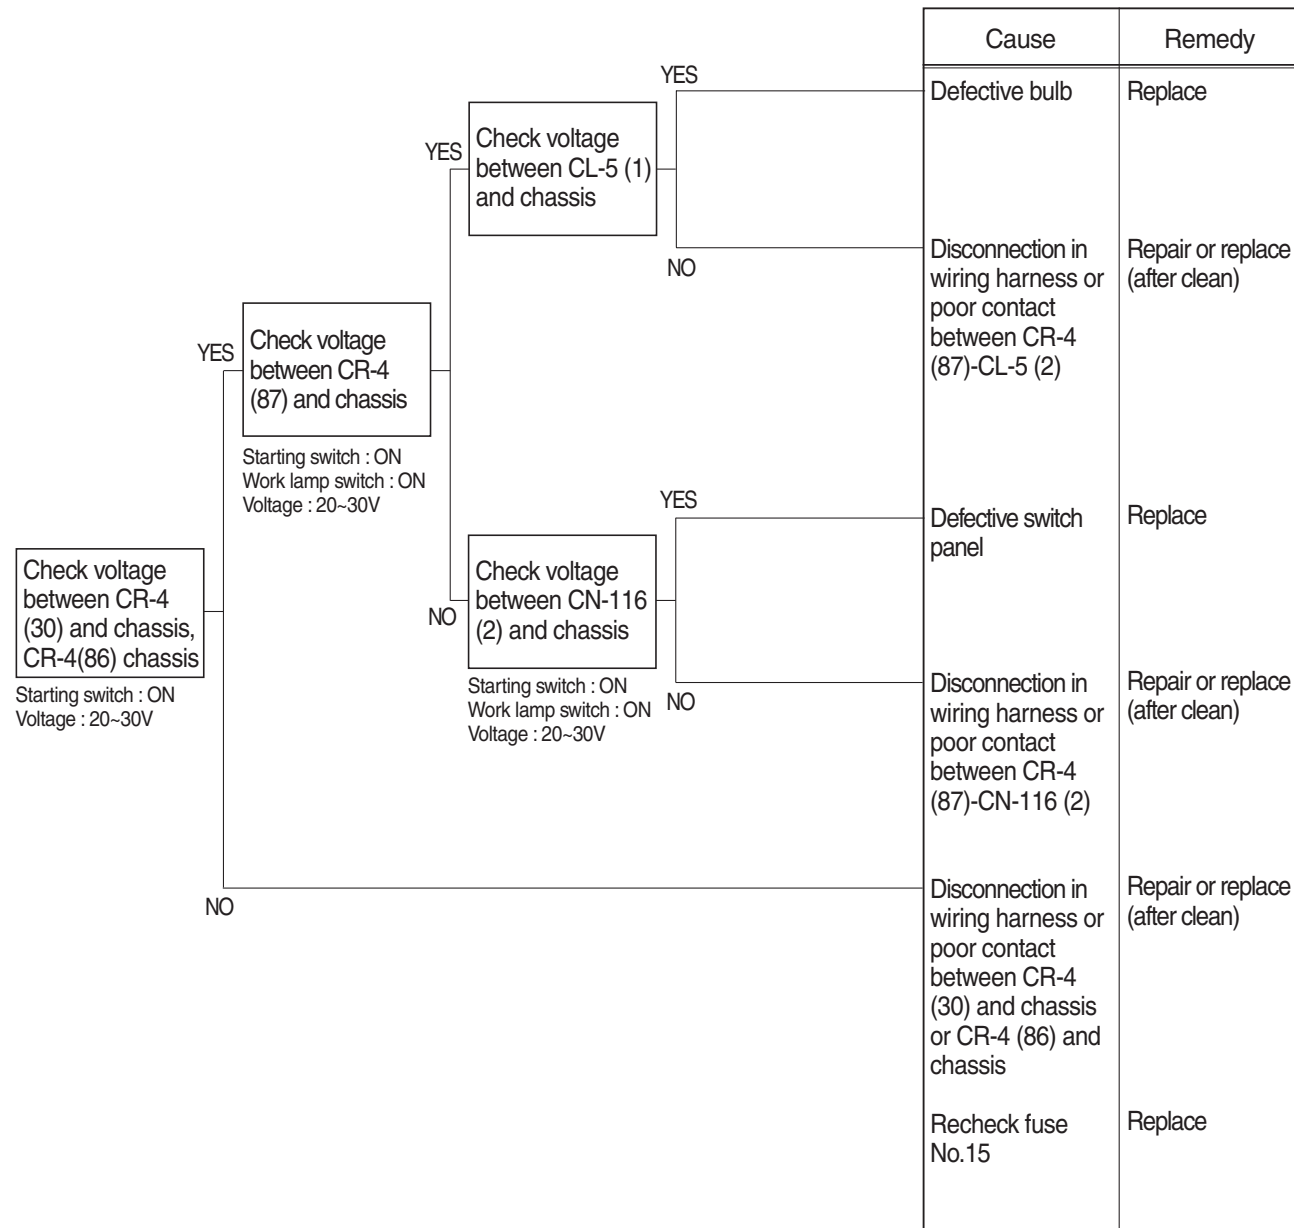 Cause
Remedy
YES
Defective bulb
Replace
YES
Check voltage
between CL-5 (1)
and chassis
NO
Disconnection in
wiring harness or
poor contact
between CR-4
(87)-CL-5 (2)
Repair or replace
(after clean)
YES
Check voltage
between CR-4
(87) and chassis
Starting switch : ON
Work lamp switch : ON
Voltage : 20~30V
YES
Defective switch
panel
Replace
Check voltage
between CR-4
(30) and chassis,
CR-4(86) chassis
Starting switch : ON
Voltage : 20~30V
NO
Check voltage
between CN-116
(2) and chassis
Starting switch : ON
Work lamp switch : ON
Voltage : 20~30V
NO
Disconnection in
wiring harness or
poor contact
between CR-4
(87)-CN-116 (2)
Repair or replace
(after clean)
NO
Disconnection in
wiring harness or
poor contact
between CR-4
(30) and chassis
or CR-4 (86) and
chassis
Repair or replace
(after clean)
Recheck fuse
No.15
Replace